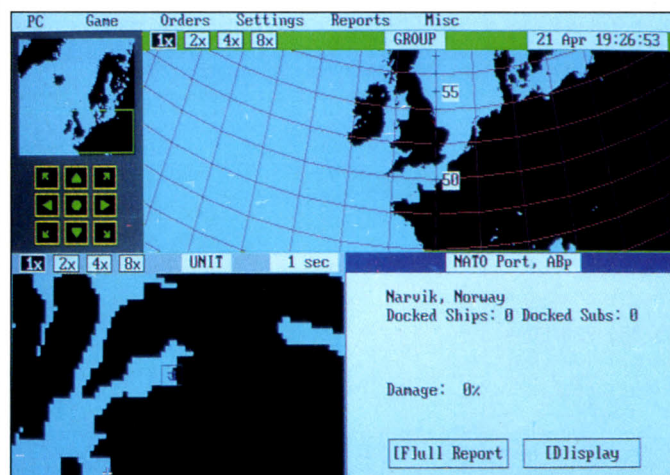 PC Game Orders Settings Reports Misc
1x 2x 4x 8x GROUP 21 Apr 19:26:53
55
50
1x 2x 4x 8x UNIT 1 sec
NATO Port, ABp
Narvik, Norway
Docked Ships: 0 Docked Subs: 0
Damage: 0%
[F]ull Report [D]isplay